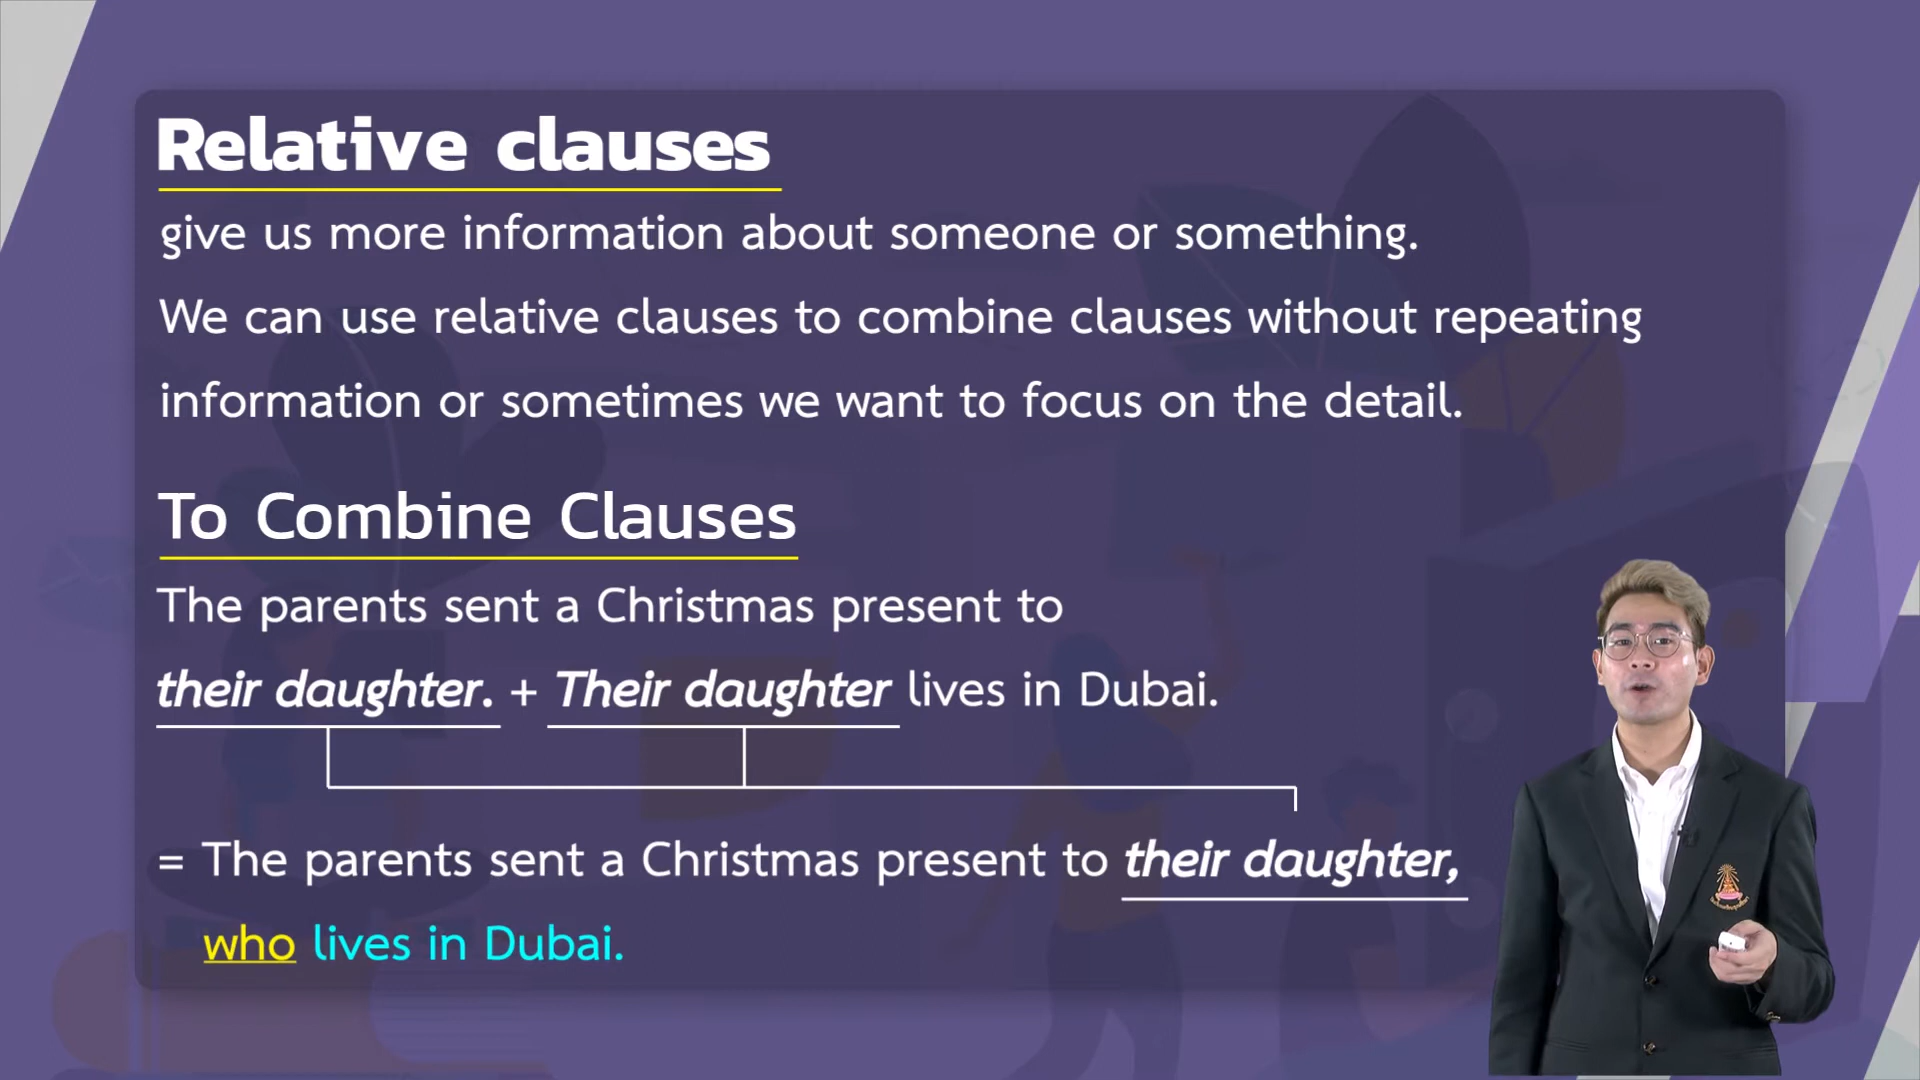 Relative clauses
give us more information about someone or something.
We can use relative clauses to combine clauses without repeating
information or sometimes we want to focus on the detail.
To Combine Clauses
The parents sent a Christmas present to
their daughter. + Their daughter lives in Dubai.
= The parents sent a Christmas present to their daughter,
who lives in Dubai.